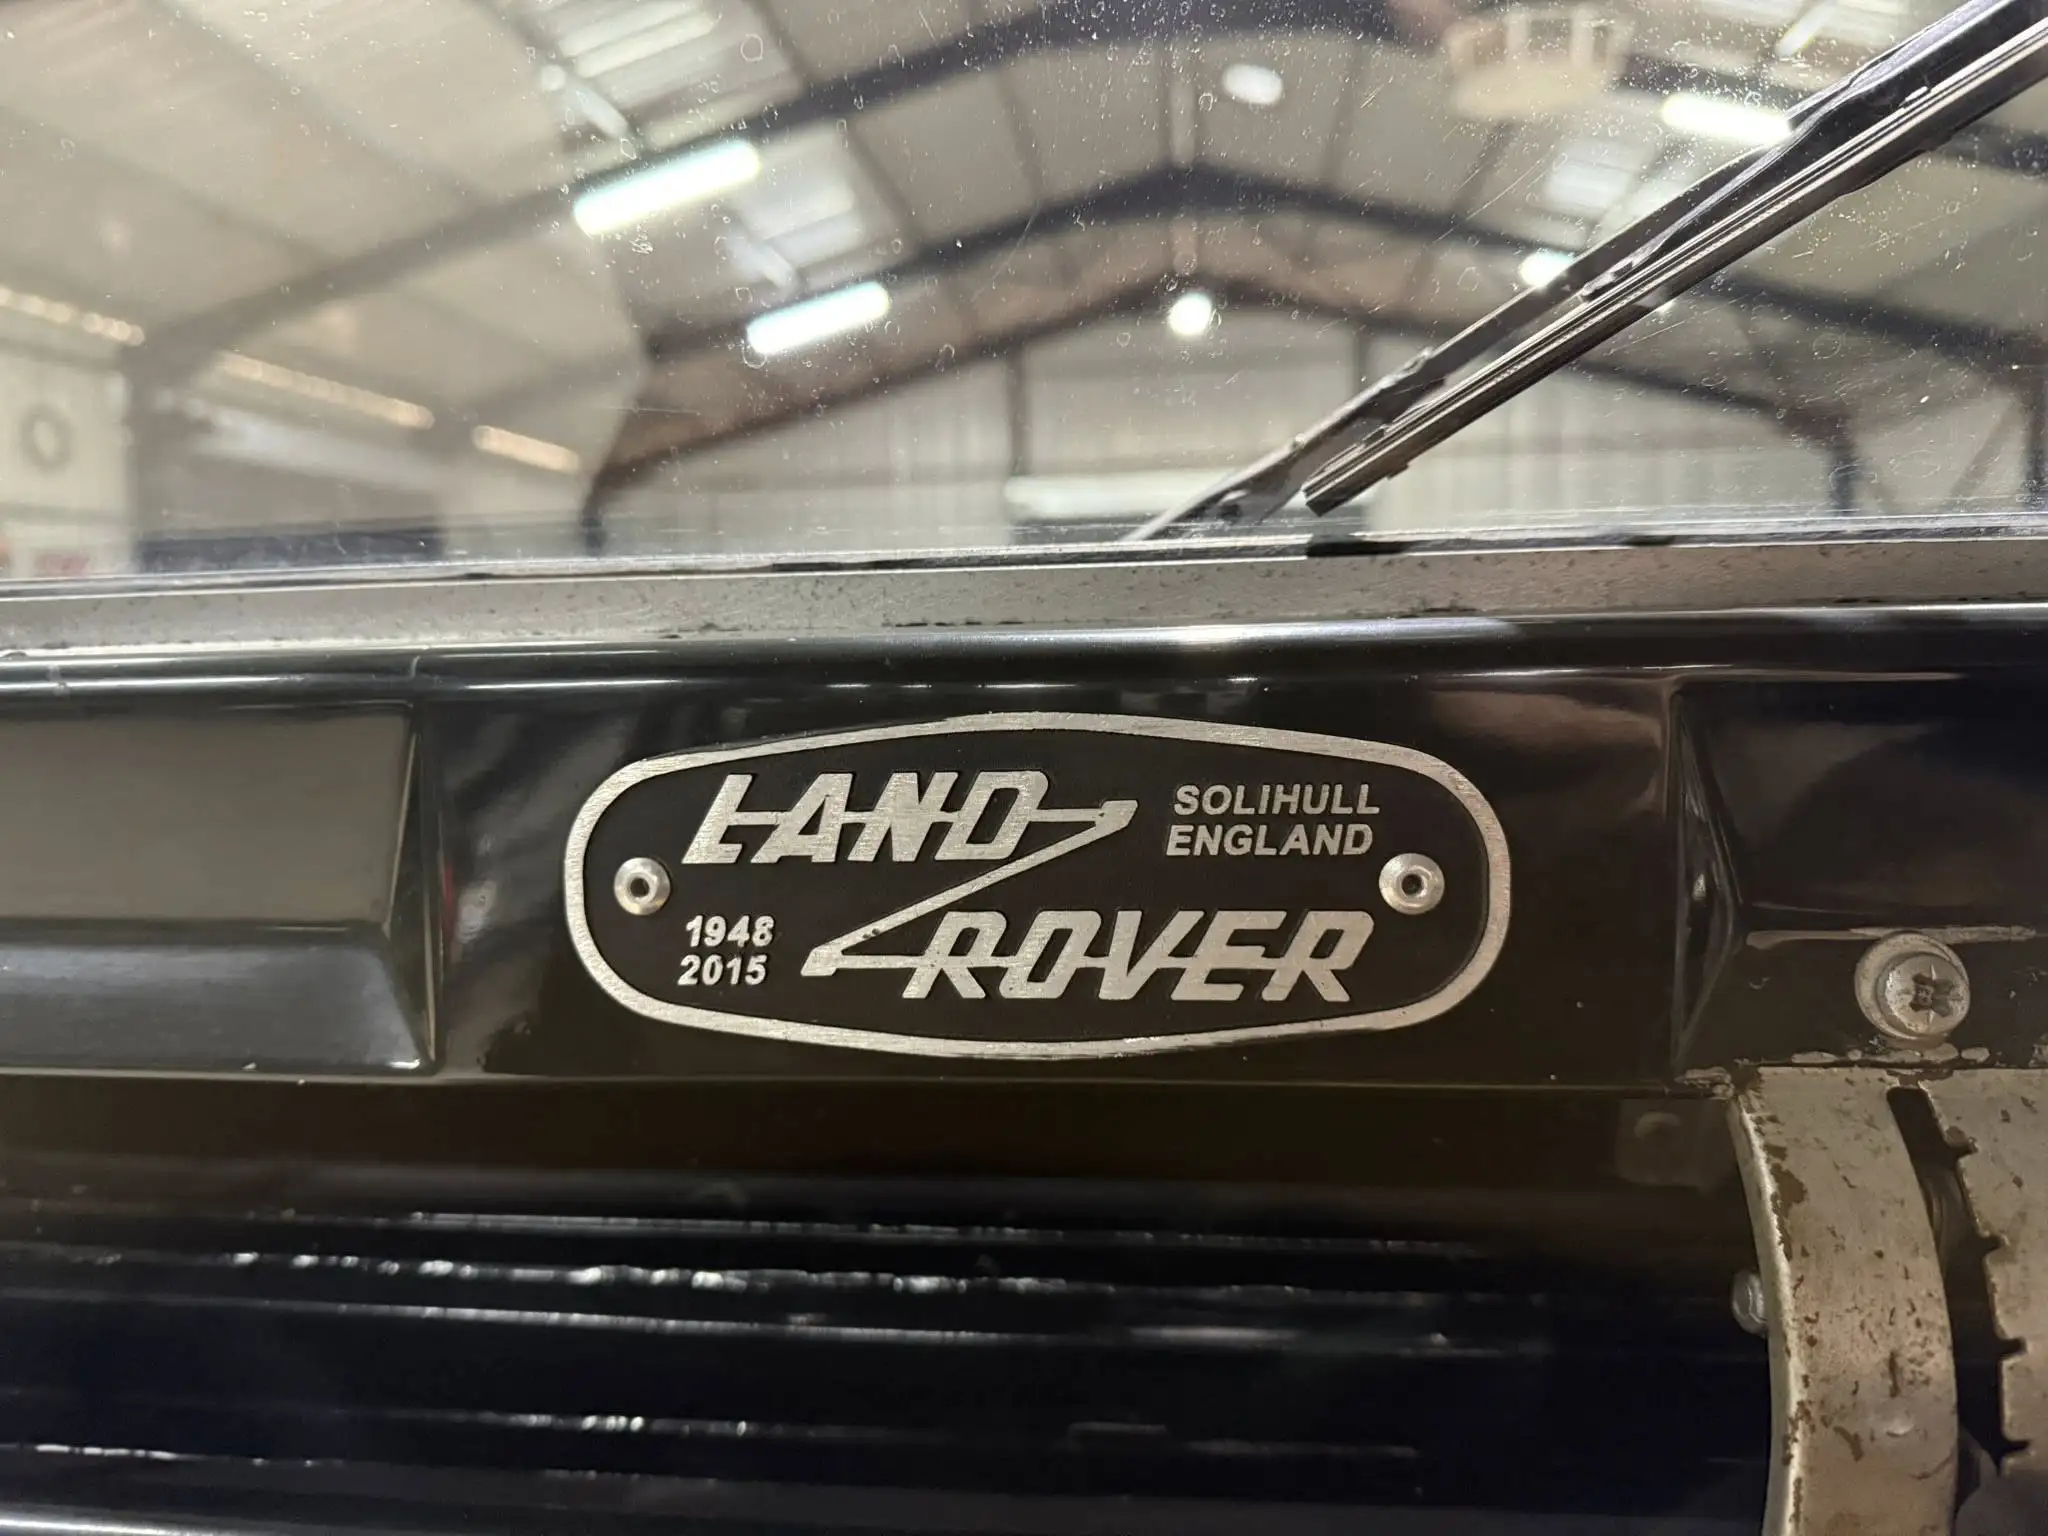 LAND
SOLIHULL
ENGLAND
1948
2015
ROVER